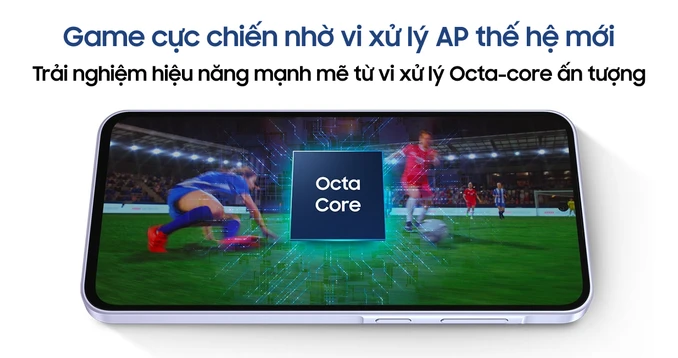 Game cực chiến nhờ vi xử lý AP thế hệ mới
Trải nghiệm hiệu năng mạnh mẽ từ vi xử lý Octa-core ấn tượng
Octa
Core